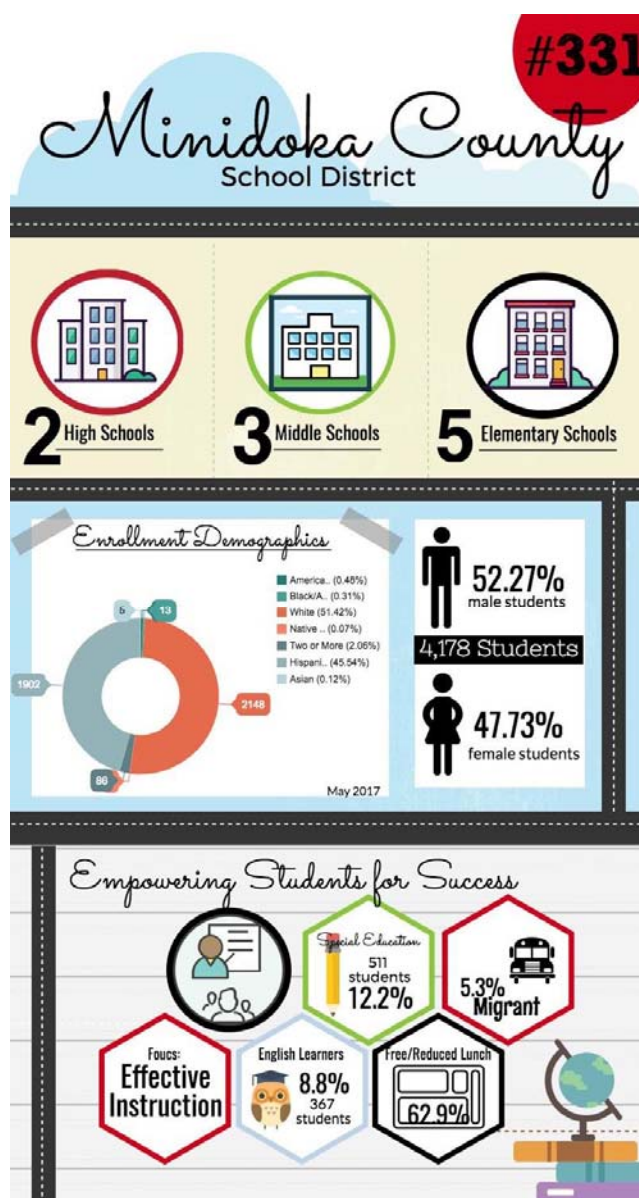 #331
Minidoka County
School District
2 High Schools
3 Middle Schools
5 Elementary Schools
Enrollment Demographics
America.. (0.48%)
Black/A.. (0.31%)
White (51.42%)
Native .. (0.07%)
Two or More (2.06%)
Hispani.. (45.54%)
Asian (0.12%)
5
13
1902
2148
86
May 2017
52.27%
male students
4,178 Students
47.73%
female students
Empowering Students for Success
Special Education
511
students
12.2%
5.3%
Migrant
Foucs:
Effective
Instruction
English Learners
8.8%
367
students
Free/Reduced Lunch
62.9%